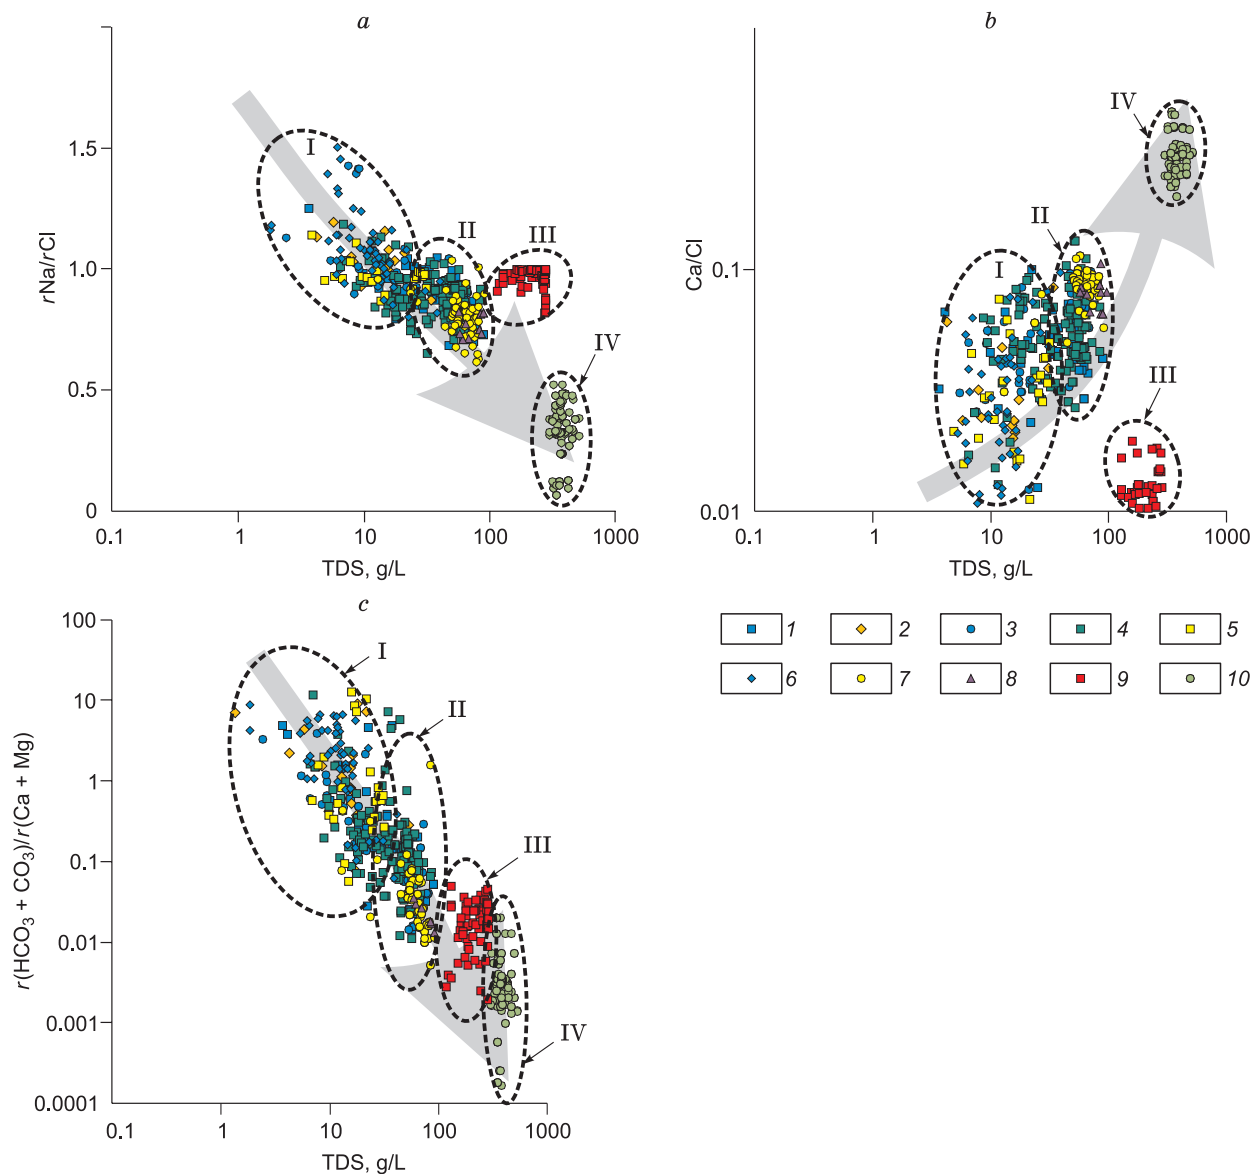 a
2
1.5
1.0
0.5
0
rNa/rCl
I
II
III
IV
0.1 1 10 100 1000
TDS, g/L
b
1
0.1
0.01
Ca/Cl
I
II
III
IV
0.1 1 10 100 1000
TDS, g/L
c
100
10
1
0.1
0.01
0.001
0.0001
r(HCO₃ + CO₃)/r(Ca + Mg)
I
II
III
IV
0.1 1 10 100 1000
TDS, g/L
1 2 3 4 5
6 7 8 9 10